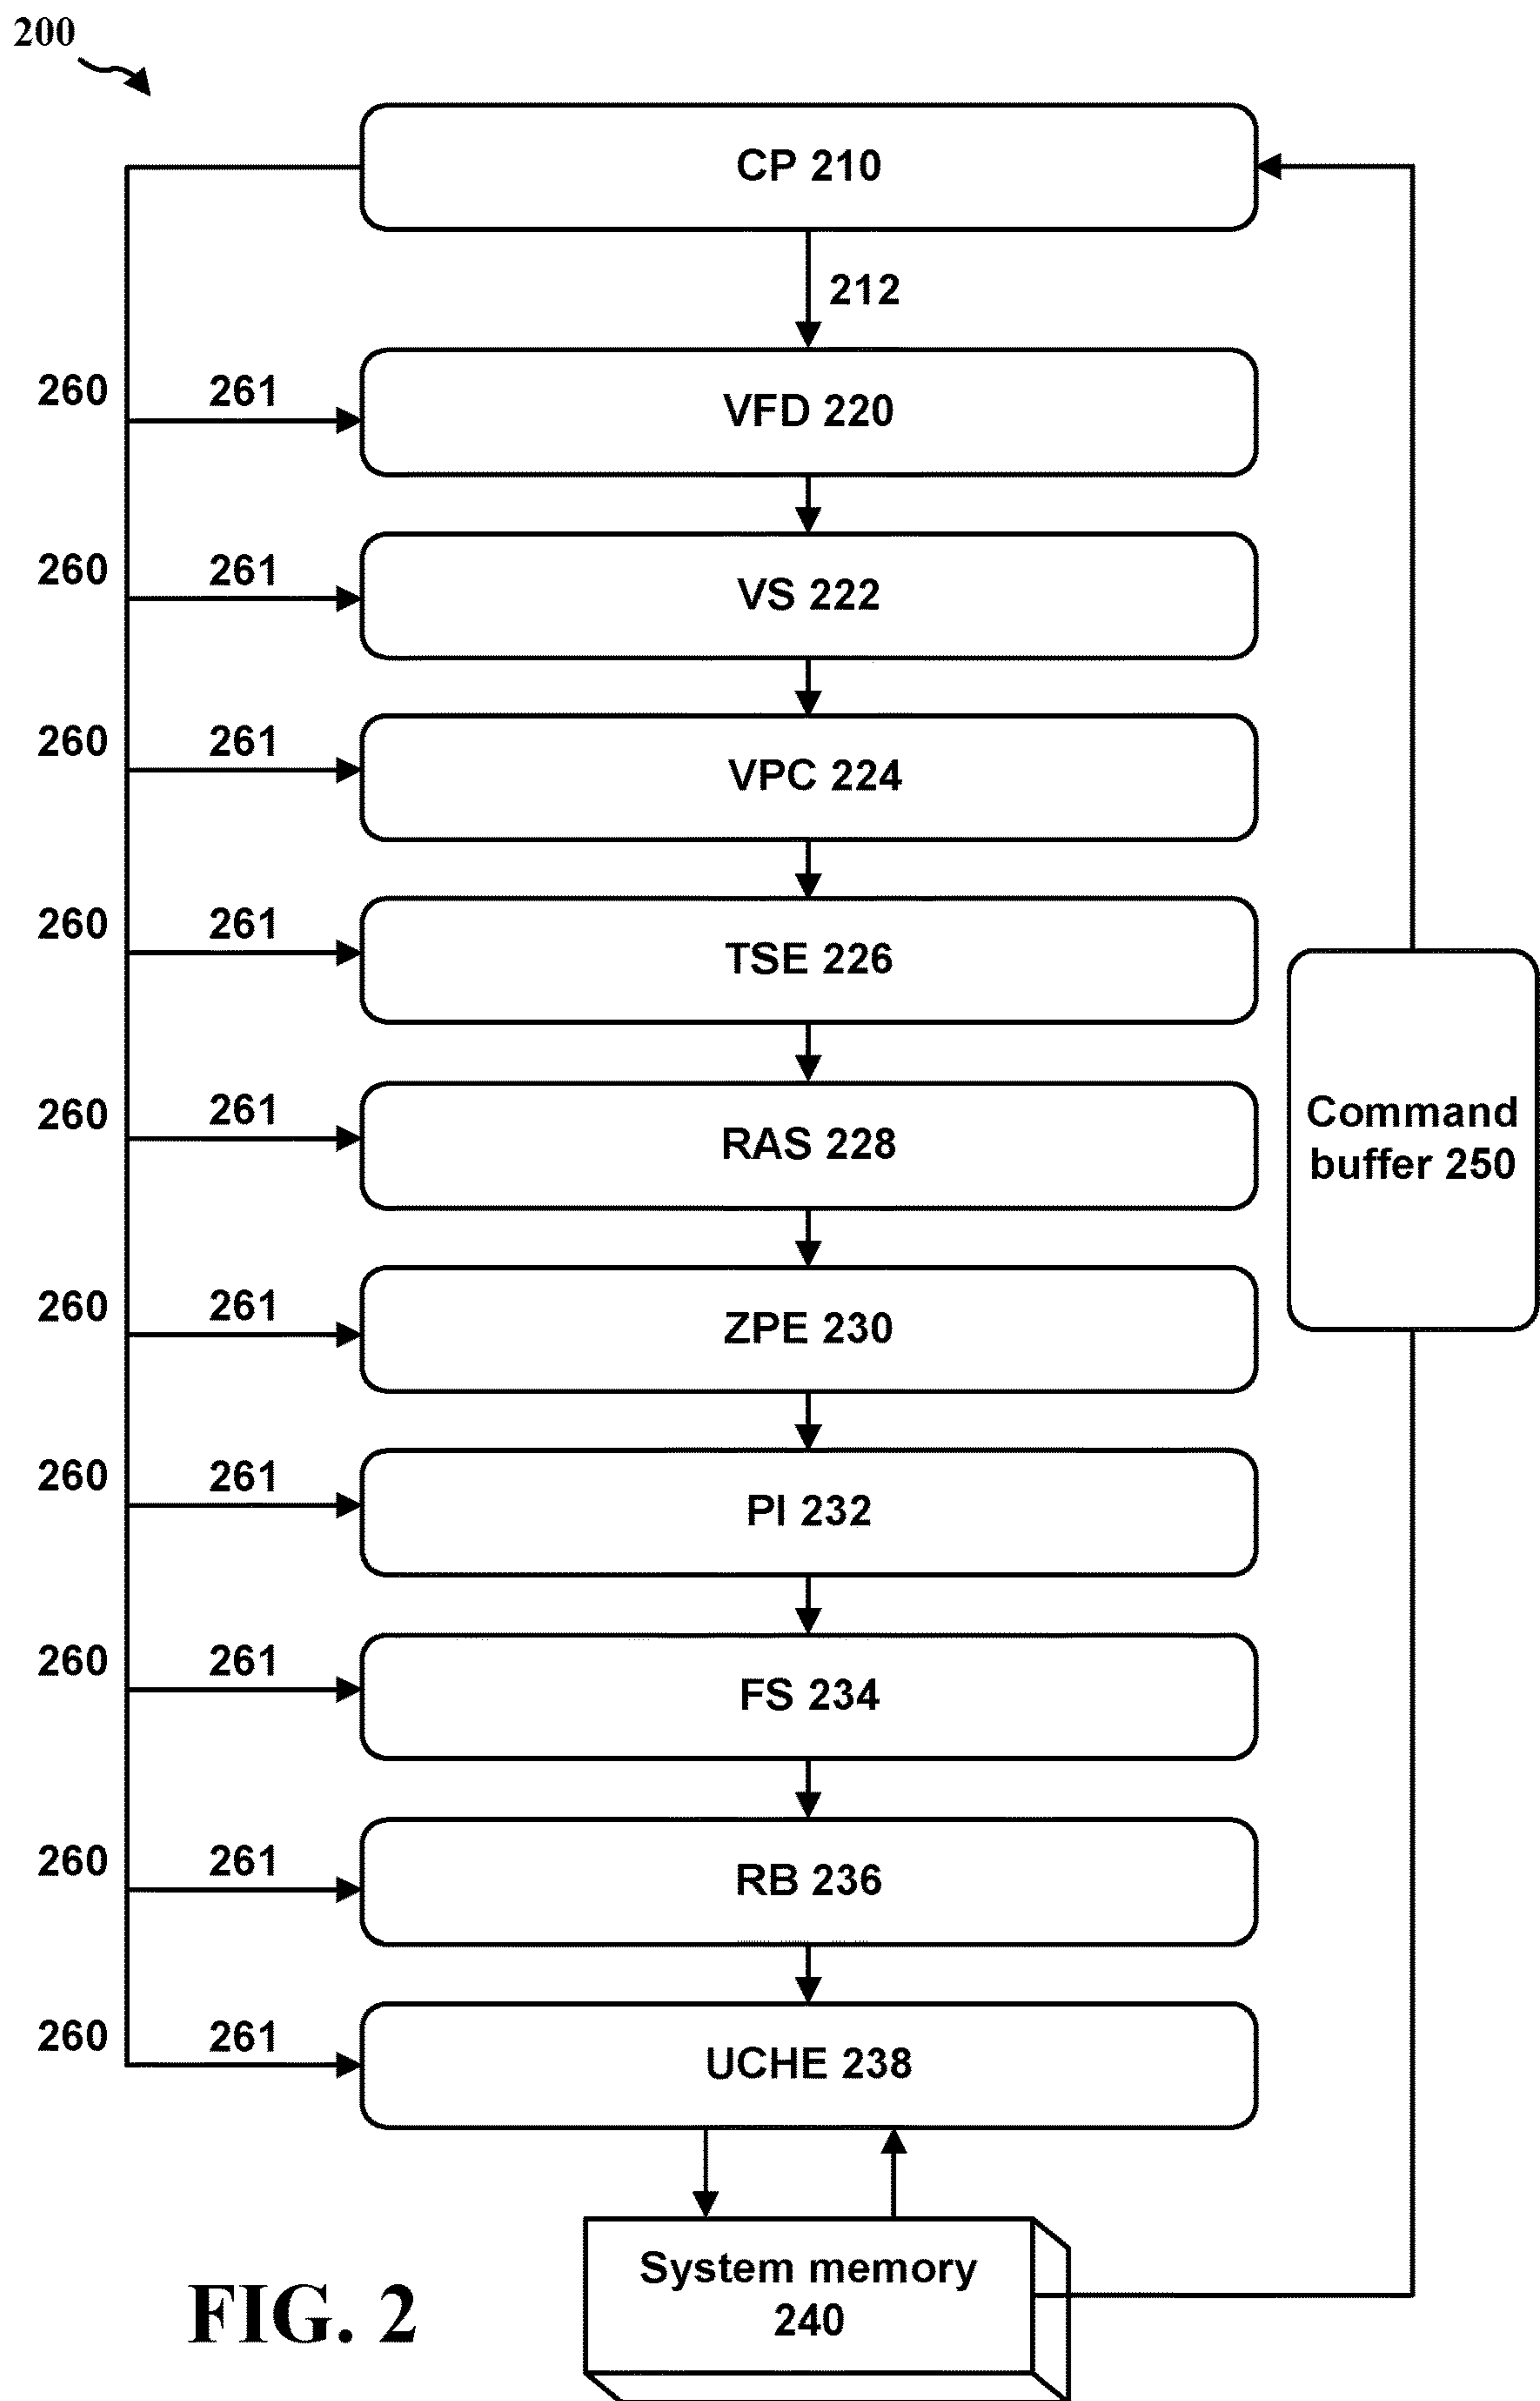 200
CP 210
212
260 261 VFD 220
260 261 VS 222
260 261 VPC 224
260 261 TSE 226
260 261 RAS 228
Command
buffer 250
260 261 ZPE 230
260 261 PI 232
260 261 FS 234
260 261 RB 236
260 261 UCHE 238
System memory
240
FIG. 2